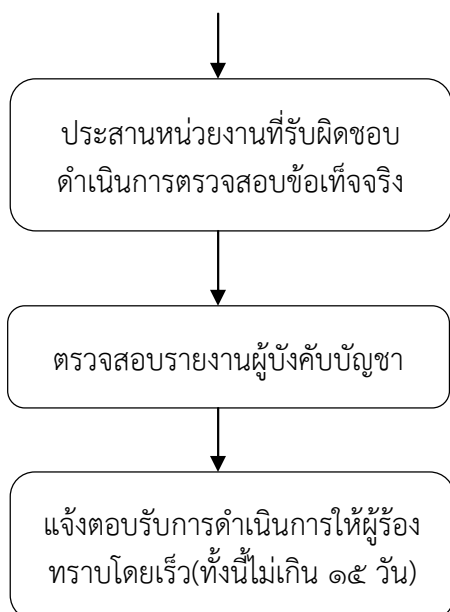 ประสานหน่วยงานที่รับผิดชอบ
ดำเนินการตรวจสอบข้อเท็จจริง
ตรวจสอบรายงานผู้บังคับบัญชา
แจ้งตอบรับการดำเนินการให้ผู้ร้อง
ทราบโดยเร็ว(ทั้งนี้ไม่เกิน ๑๕ วัน)